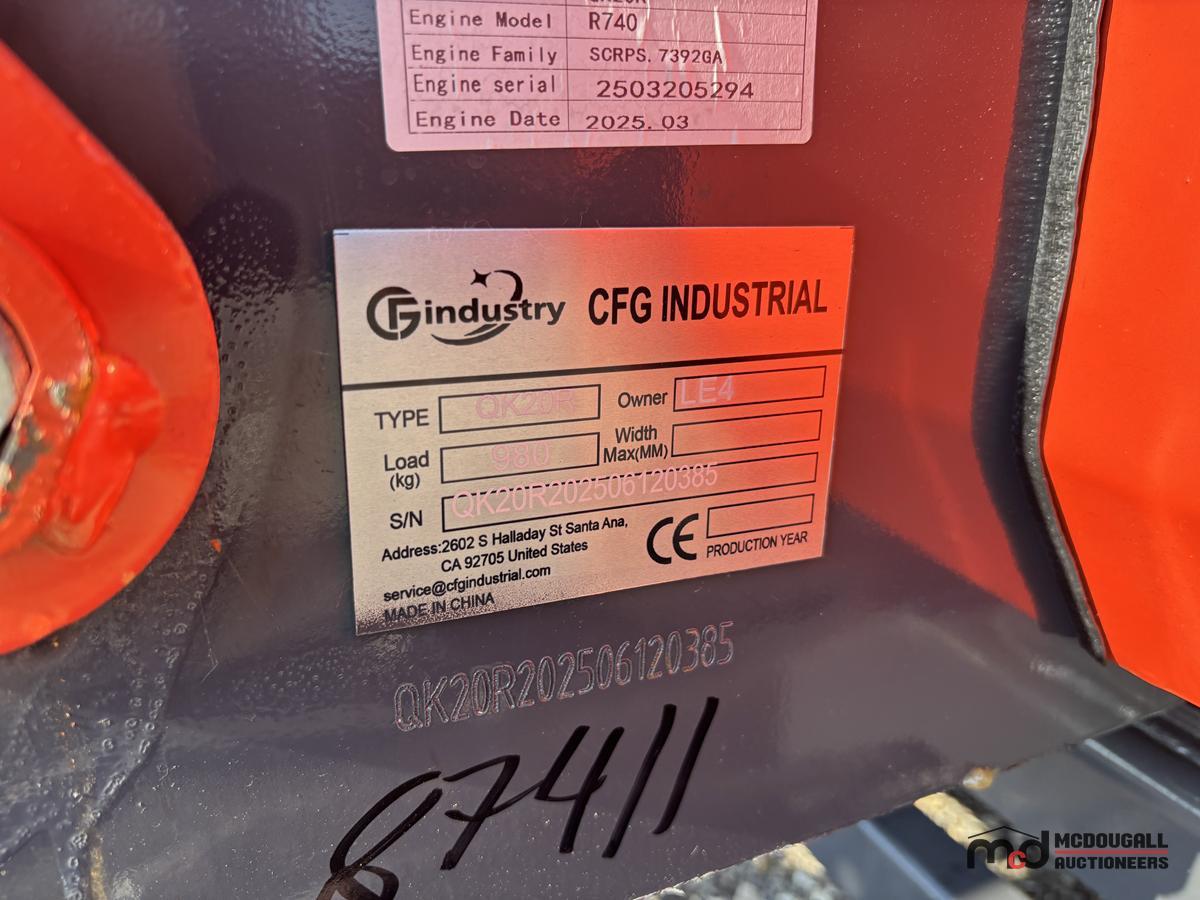 Engine Model R740
Engine Family SCRPS.7392GA
Engine serial 2503205294
Engine Date 2025.03
GFindustry CFG INDUSTRIAL
TYPE QK20R Owner LE4
Load (kg) 980 Width Max(MM)
S/N QK20R202506120385
Address:2602 S Halladay St Santa Ana,
CA 92705 United States
CE PRODUCTION YEAR
service@cfgindustrial.com
MADE IN CHINA
QK20R202506120385
87411
mcd MCDOUGALL
AUCTIONEERS